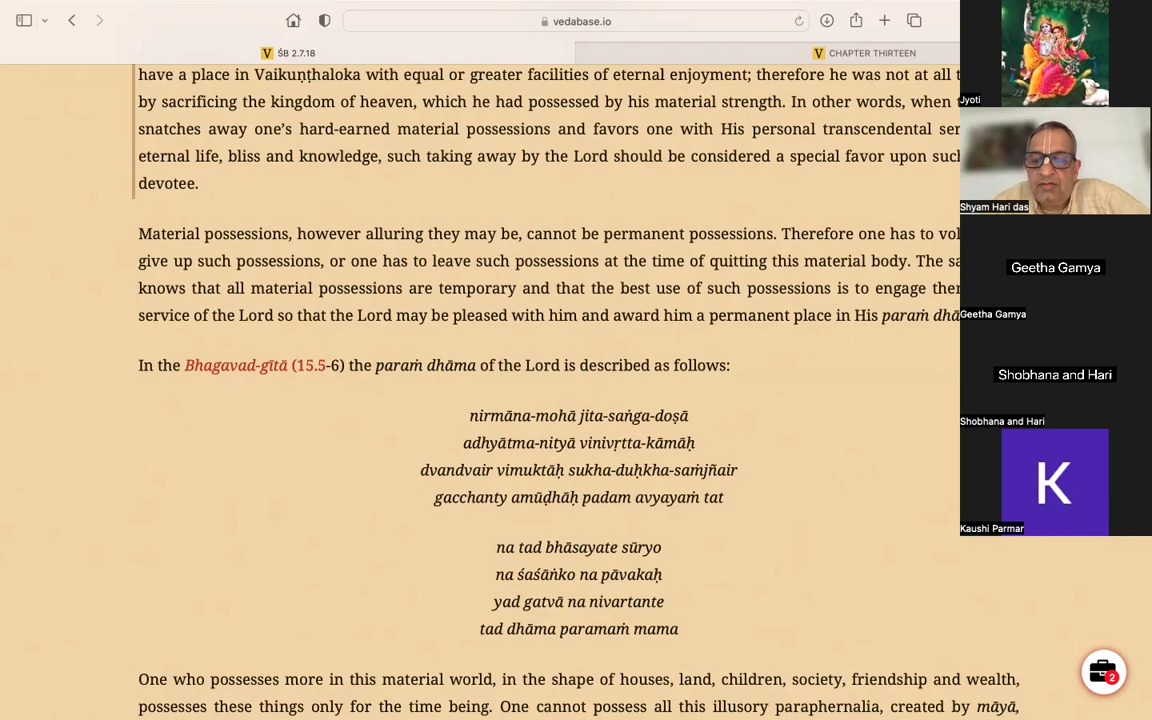 vedabase.io
ŚB 2.7.18
CHAPTER THIRTEEN
have a place in Vaikuṇṭhaloka with equal or greater facilities of eternal enjoyment; therefore he was not at all
by sacrificing the kingdom of heaven, which he had possessed by his material strength. In other words, when
snatches away one’s hard-earned material possessions and favors one with His personal transcendental
eternal life, bliss and knowledge, such taking away by the Lord should be considered a special favor upon
devotee.
Material possessions, however alluring they may be, cannot be permanent possessions. Therefore one has to
give up such possessions, or one has to leave such possessions at the time of quitting this material body. The
knows that all material possessions are temporary and that the best use of such possessions is to engage
service of the Lord so that the Lord may be pleased with him and award him a permanent place in His paraṁ
In the Bhagavad-gītā (15.5-6) the paraṁ dhāma of the Lord is described as follows:
nirmāna-mohā jita-saṅga-doṣā
adhyātma-nityā vinivṛtta-kāmāḥ
dvandvair vimuktāḥ sukha-duḥkha-saṁjñair
gacchanty amūḍhāḥ padam avyayaṁ tat
na tad bhāsayate sūryo
na śaśāṅko na pāvakaḥ
yad gatvā na nivartante
tad dhāma paramaṁ mama
One who possesses more in this material world, in the shape of houses, land, children, society, friendship and wealth,
possesses these things only for the time being. One cannot possess all this illusory paraphernalia, created by māyā,
Jyoti
Shyam Hari das
Geetha Gamya
Geetha Gamya
Shobhana and Hari
Shobhana and Hari
K
Kaushi Parmar
2